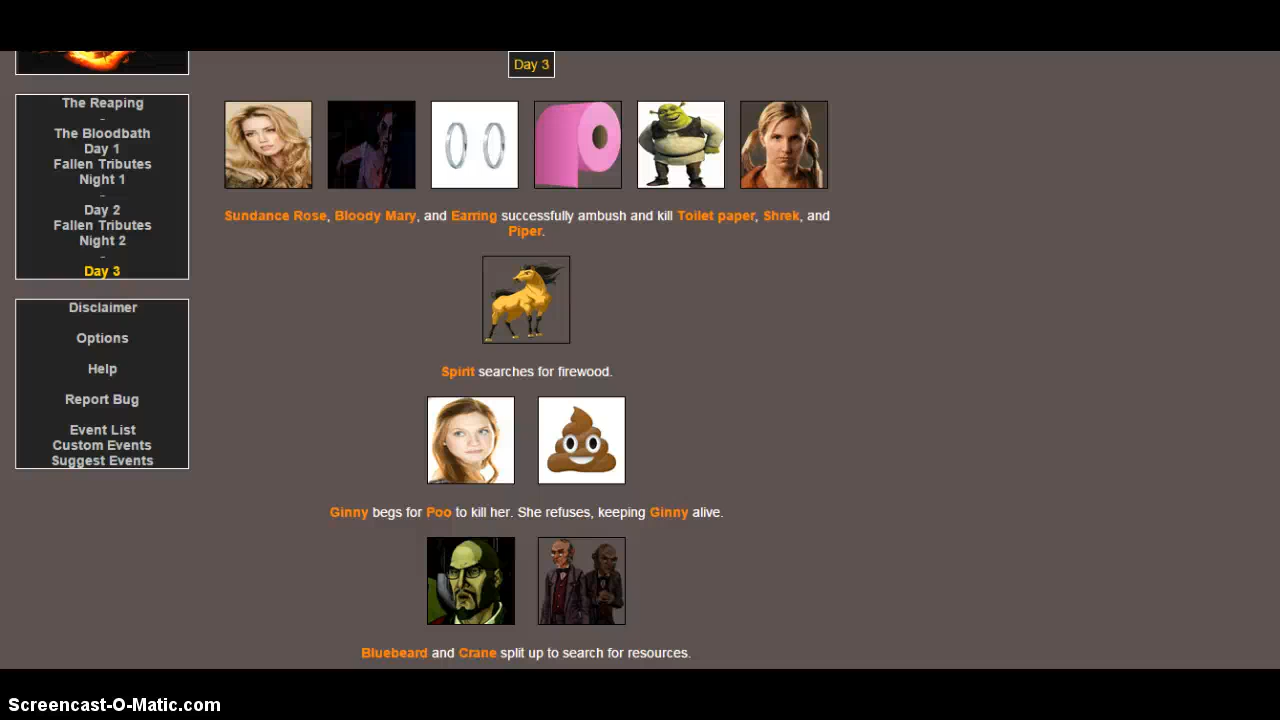 Day 3
The Reaping
-
The Bloodbath
Day 1
Fallen Tributes
Night 1
-
Day 2
Fallen Tributes
Night 2
-
Day 3
Disclaimer
Options
Help
Report Bug
Event List
Custom Events
Suggest Events
Sundance Rose, Bloody Mary, and Earring successfully ambush and kill Toilet paper, Shrek, and
Piper.
Spirit searches for firewood.
Ginny begs for Poo to kill her. She refuses, keeping Ginny alive.
Bluebeard and Crane split up to search for resources.
Screencast-O-Matic.com